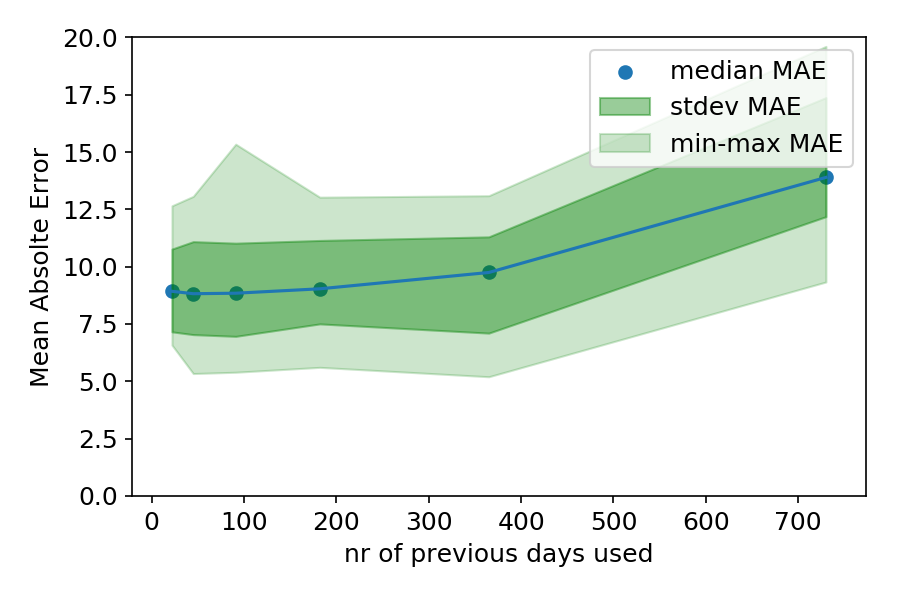 20.0
17.5
15.0
12.5
10.0
7.5
5.0
2.5
0.0
Mean Absolte Error
median MAE
stdev MAE
min-max MAE
0 100 200 300 400 500 600 700
nr of previous days used